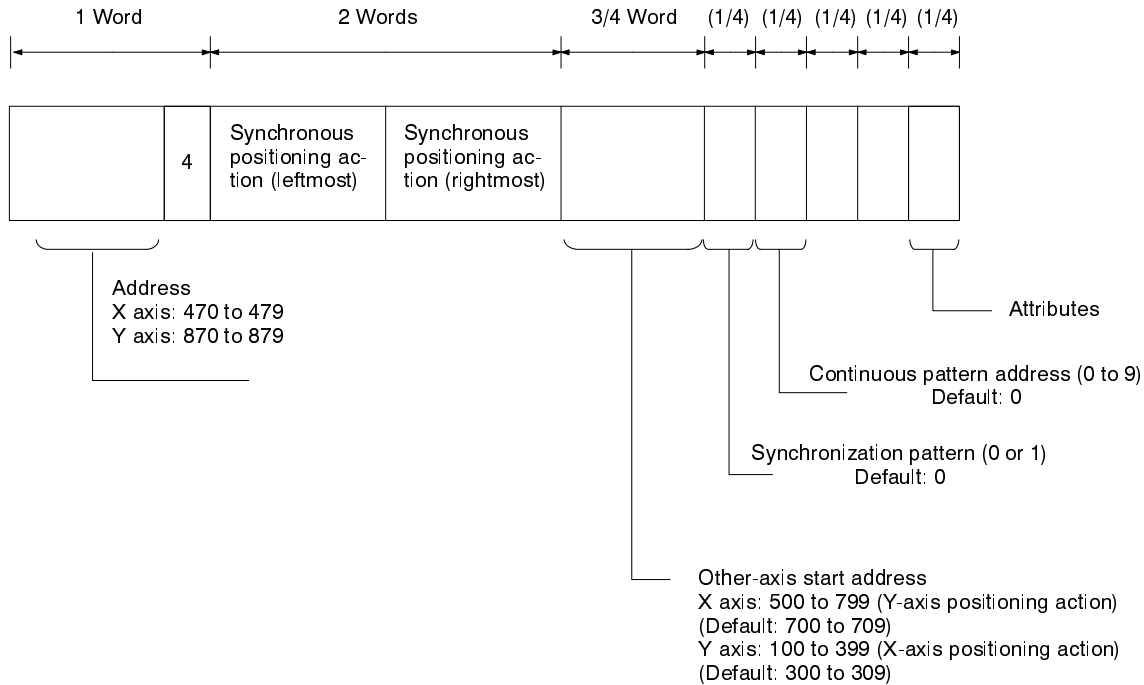 1 Word 2 Words 3/4 Word (1/4) (1/4) (1/4) (1/4) (1/4)
4
Synchronous
positioning ac-
tion (leftmost)
Synchronous
positioning ac-
tion (rightmost)
Address
X axis: 470 to 479
Y axis: 870 to 879
Attributes
Continuous pattern address (0 to 9)
Default: 0
Synchronization pattern (0 or 1)
Default: 0
Other-axis start address
X axis: 500 to 799 (Y-axis positioning action)
(Default: 700 to 709)
Y axis: 100 to 399 (X-axis positioning action)
(Default: 300 to 309)